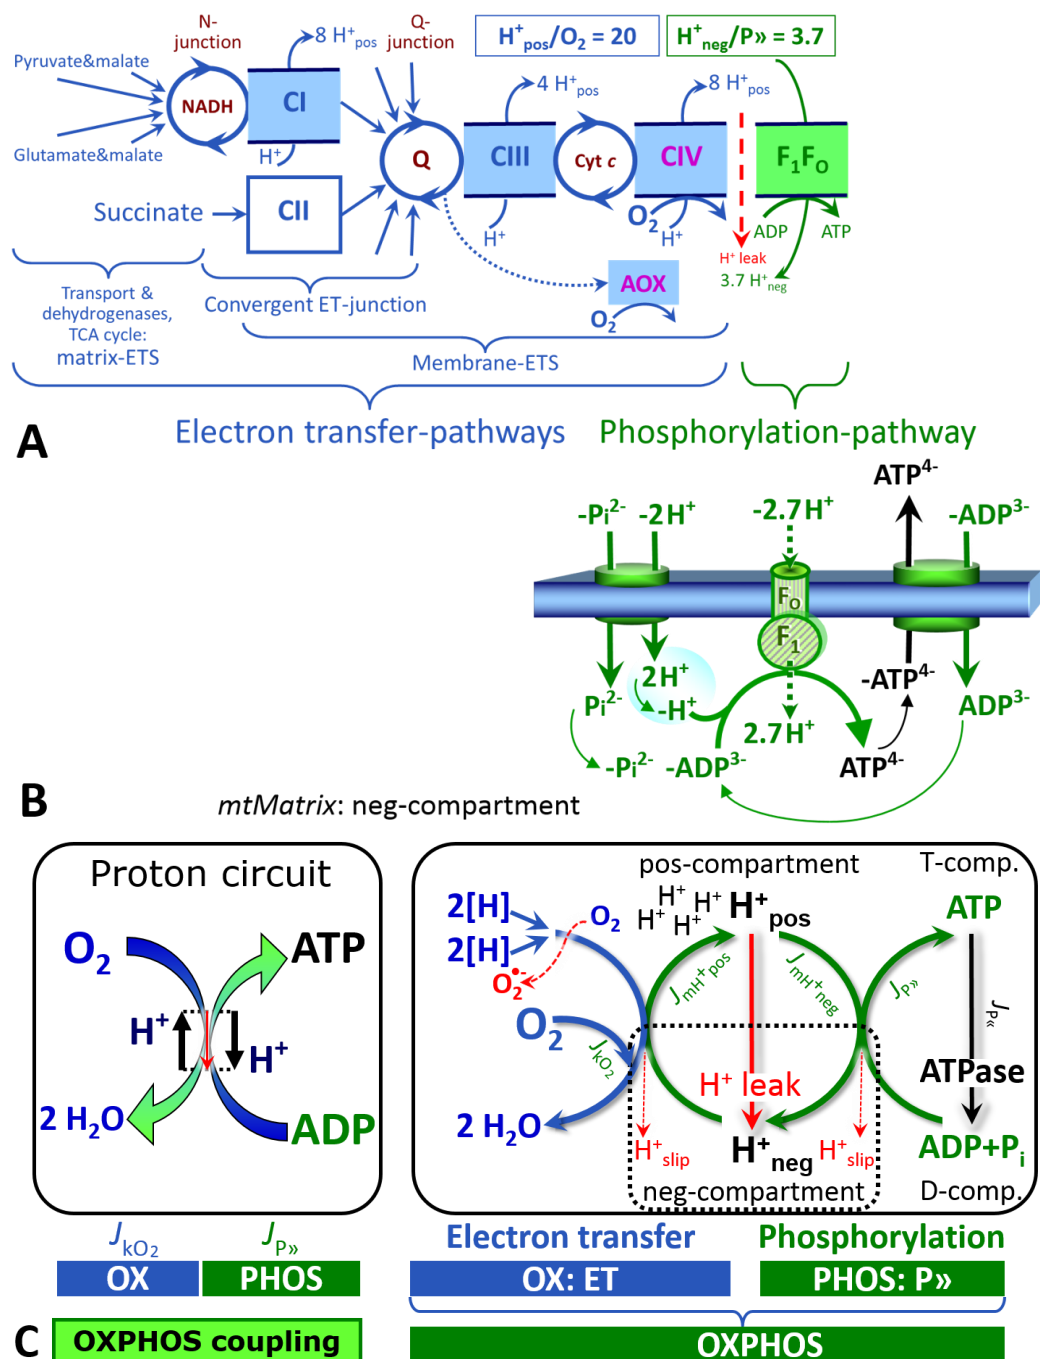 N-
junction
8 H⁺pos
Q-
junction
H⁺pos/O₂ = 20
H⁺neg/P» = 3.7
Pyruvate&malate
NADH
CI
4 H⁺pos
8 H⁺pos
Glutamate&malate
H⁺
Q
CIII
Cyt c
CIV
F₁FO
Succinate
CII
H⁺
O₂
H⁺
ADP
ATP
H⁺ leak
3.7 H⁺neg
AOX
O₂
Transport &
dehydrogenases,
TCA cycle:
matrix-ETS
Convergent ET-junction
Membrane-ETS
A
Electron transfer-pathways
Phosphorylation-pathway
ATP⁴⁻
-Pi²⁻
-2H⁺
-2.7H⁺
-ADP³⁻
FO
F₁
2H⁺
-H⁺
Pi²⁻
-ATP⁴⁻
ADP³⁻
2.7H⁺
-Pi²⁻
-ADP³⁻
ATP⁴⁻
B
mtMatrix: neg-compartment
Proton circuit
O₂
ATP
H⁺
H⁺
2 H₂O
ADP
pos-compartment
T-comp.
2[H]
2[H]
O₂
O₂•-
H⁺
H⁺
H⁺
H⁺
H⁺
H⁺pos
ATP
JmH⁺pos
JmH⁺neg
JP»
JP«
O₂
JkO₂
H⁺ leak
ATPase
2 H₂O
H⁺slip
H⁺neg
H⁺slip
ADP+Pi
neg-compartment
D-comp.
JkO₂
JP»
OX
PHOS
Electron transfer
Phosphorylation
OX: ET
PHOS: P»
C
OXPHOS coupling
OXPHOS